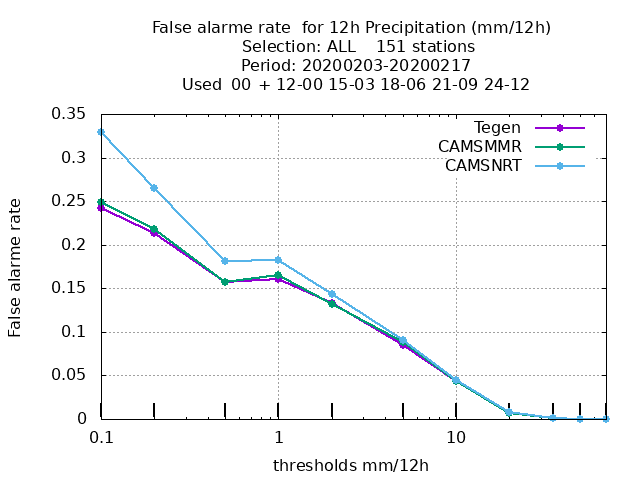 False alarme rate  for 12h Precipitation (mm/12h)
Selection: ALL    151 stations
Period: 20200203-20200217
Used  00  + 12-00 15-03 18-06 21-09 24-12
Tegen
CAMSMMR
CAMSNRT
False alarme rate
0.35
0.3
0.25
0.2
0.15
0.1
0.05
0
0.1 1 10
thresholds mm/12h